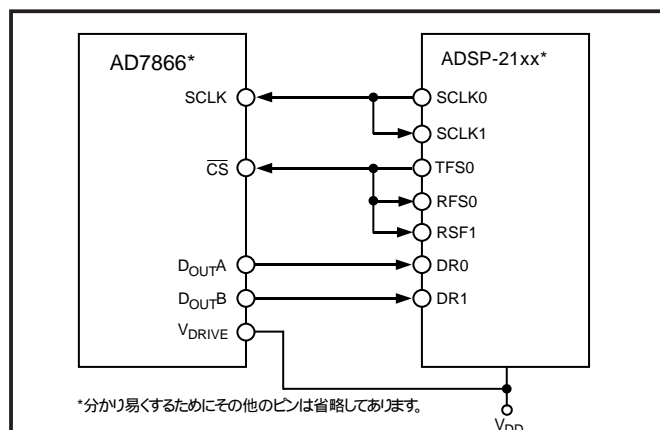 AD7866*
ADSP-21xx*
SCLK
SCLK0
SCLK1
CS
TFS0
RFS0
RSF1
DOUTA
DR0
DOUTB
DR1
VDRIVE
*分かり易くするためにその他のピンは省略してあります。
VDD